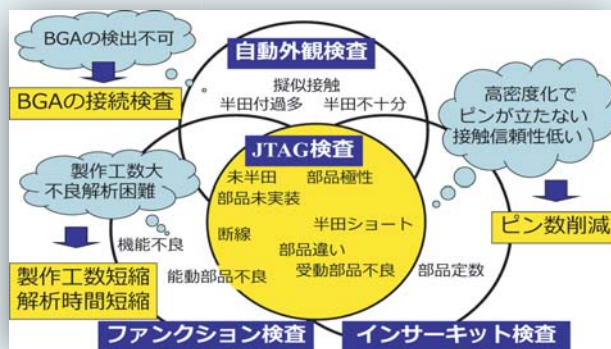 BGAの検出不可
BGAの接続検査
自動外観検査
擬似接触
半田付過多 半田不十分
高密度化で
ピンが立たない
接触信頼性低い
ピン数削減
製作工数大
不良解析困難
製作工数短縮
解析時間短縮
JTAG検査
未半田 部品極性
部品未実装
半田ショート
断線
部品違い
受動部品不良
機能不良
能動部品不良
部品定数
ファンクション検査
インサーキット検査